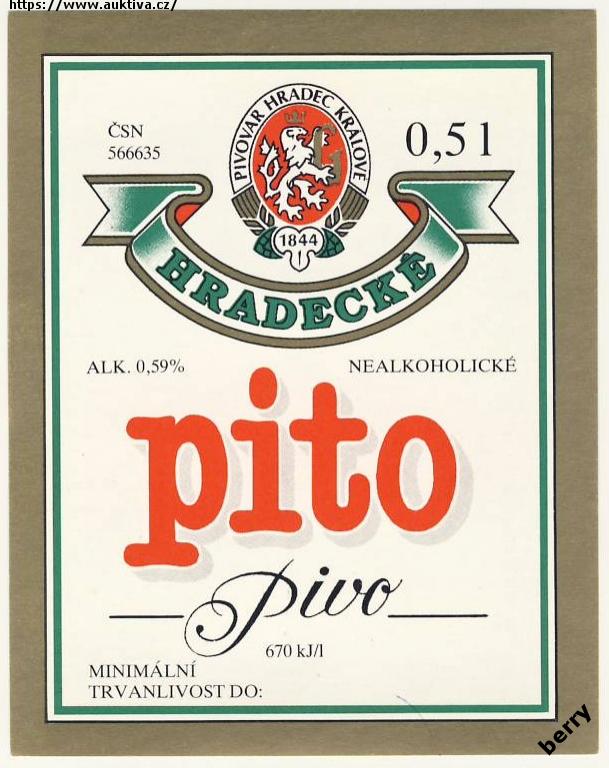 https://www.auktiva.cz/
ČSN
566635
PIVOVAR HRADEC KRÁLOVÉ
G
0,5 l
1844
HRADECKÉ
ALK. 0,59%
NEALKOHOLICKÉ
pito
pivo
670 kJ/l
MINIMÁLNÍ
TRVANLIVOST DO:
berry